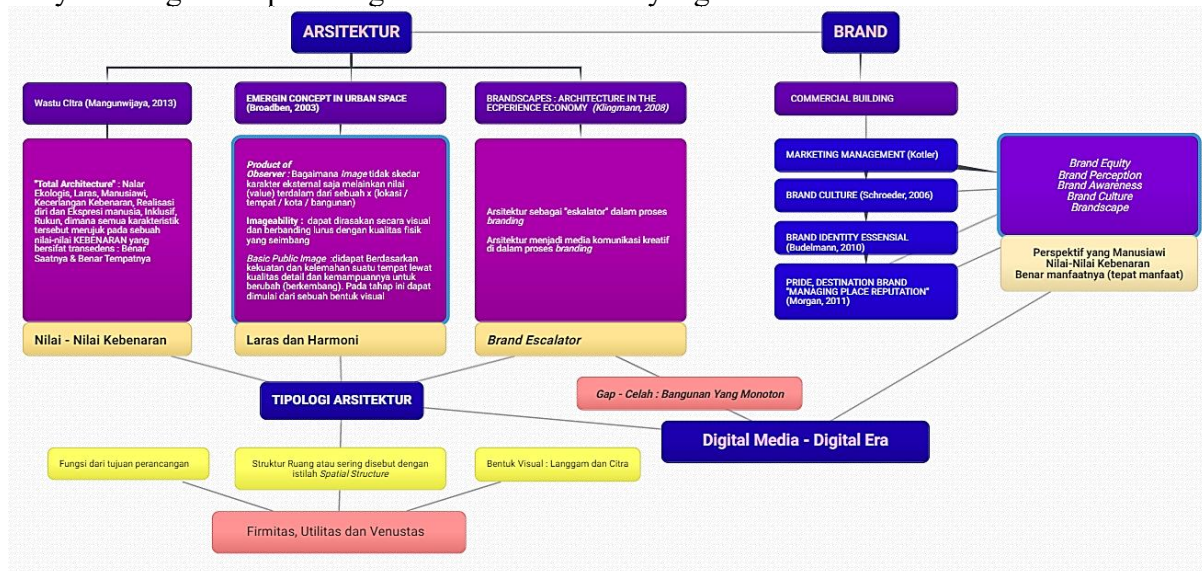 ARSITEKTUR
BRAND
Wastu CItra (Mangunwijaya, 2013)
EMERGIN CONCEPT IN URBAN SPACE
(Broadben, 2003)
BRANDSCAPES : ARCHITECTURE IN THE
ECPERIENCE ECONOMY (Klingmann, 2008)
COMMERCIAL BUILDING
"Total Architecture" : Nalar
Ekologis, Laras, Manusiawi,
Kecerlangan Kebenaran, Realisasi
diri dan Ekspresi manusia, Inklusif,
Rukun, dimana semua karakteristik
tersebut merujuk pada sebuah
nilai-nilai KEBENARAN yang
bersifat transedens : Benar
Saatnya & Benar Tempatnya
Nilai - Nilai Kebenaran
Product of
Observer : Bagaimana Image tidak skedar
karakter eksternal saja melainkan nilai
(value) terdalam dari sebuah x (lokasi /
tempat / kota / bangunan)
Imageability : dapat dirasakan secara visual
dan berbanding lurus dengan kualitas fisik
yang seimbang
Basic Public Image :didapat Berdasarkan
kekuatan dan kelemahan suatu tempat lewat
kualitas detail dan kemampuannya untuk
berubah (berkembang). Pada tahap ini dapat
dimulai dari sebuah bentuk visual
Laras dan Harmoni
Arsitektur sebagai "eskalator" dalam proses
branding
Arsitektur menjadi media komunikasi kreatif
di dalam proses branding
Brand Escalator
MARKETING MANAGEMENT (Kotler)
BRAND CULTURE (Schroeder, 2006)
BRAND IDENTITY ESSENSIAL
(Budelmann, 2010)
PRIDE, DESTINATION BRAND
"MANAGING PLACE REPUTATION"
(Morgan, 2011)
Brand Equity
Brand Perception
Brand Awareness
Brand Culture
Brandscape
Perspektif yang Manusiawi
Nilai-Nilai Kebenaran
Benar manfaatnya (tepat manfaat)
TIPOLOGI ARSITEKTUR
Gap - Celah : Bangunan Yang Monoton
Digital Media - Digital Era
Fungsi dari tujuan perancangan
Struktur Ruang atau sering disebut dengan
istilah Spatial Structure
Bentuk Visual : Langgam dan Citra
Firmitas, Utilitas dan Venustas